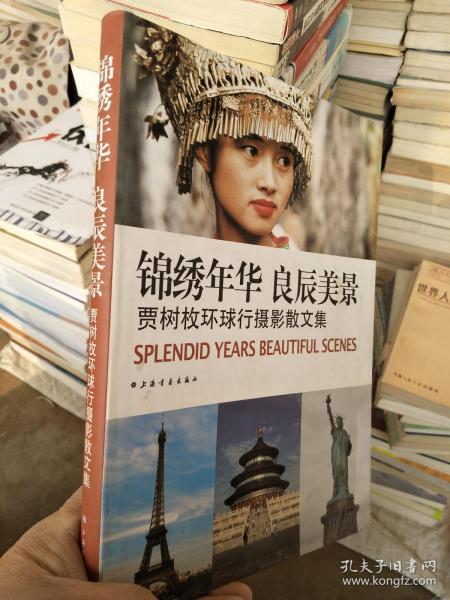 锦绣年华 良辰美景
贾树枚环球行摄影散文集
SPLENDID YEARS BEAUTIFUL SCENES
上海书店出版社
锦绣年华 良辰美景 贾树枚环球行摄影散文集
世界人
孔夫子旧书网
www.kongfz.com